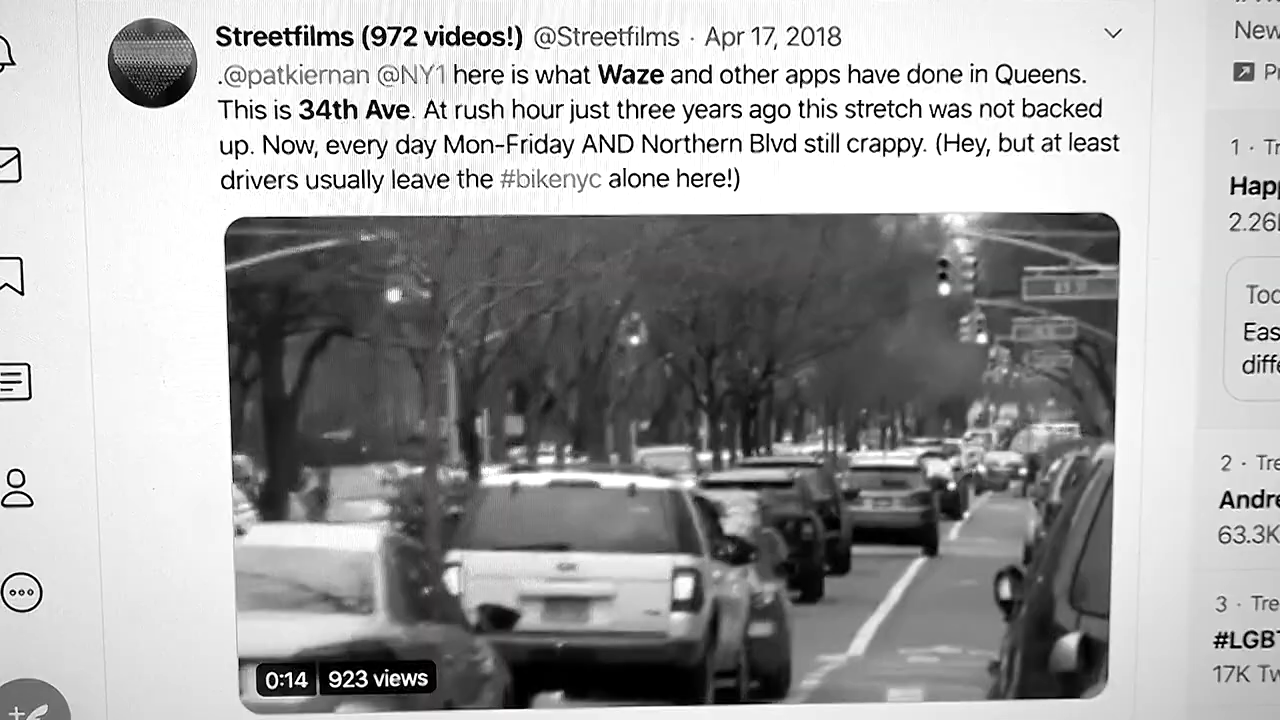 Streetfilms (972 videos!) @Streetfilms · Apr 17, 2018
.@patkiernan @NY1 here is what Waze and other apps have done in Queens.
This is 34th Ave. At rush hour just three years ago this stretch was not backed
up. Now, every day Mon-Friday AND Northern Blvd still crappy. (Hey, but at least
drivers usually leave the #bikenyc alone here!)
0:14 923 views
New
1 · Tr
Happ
2.26
Eas
diffe
2 · Tre
Andre
63.3K
3 · Tre
#LGBT
17K Tw